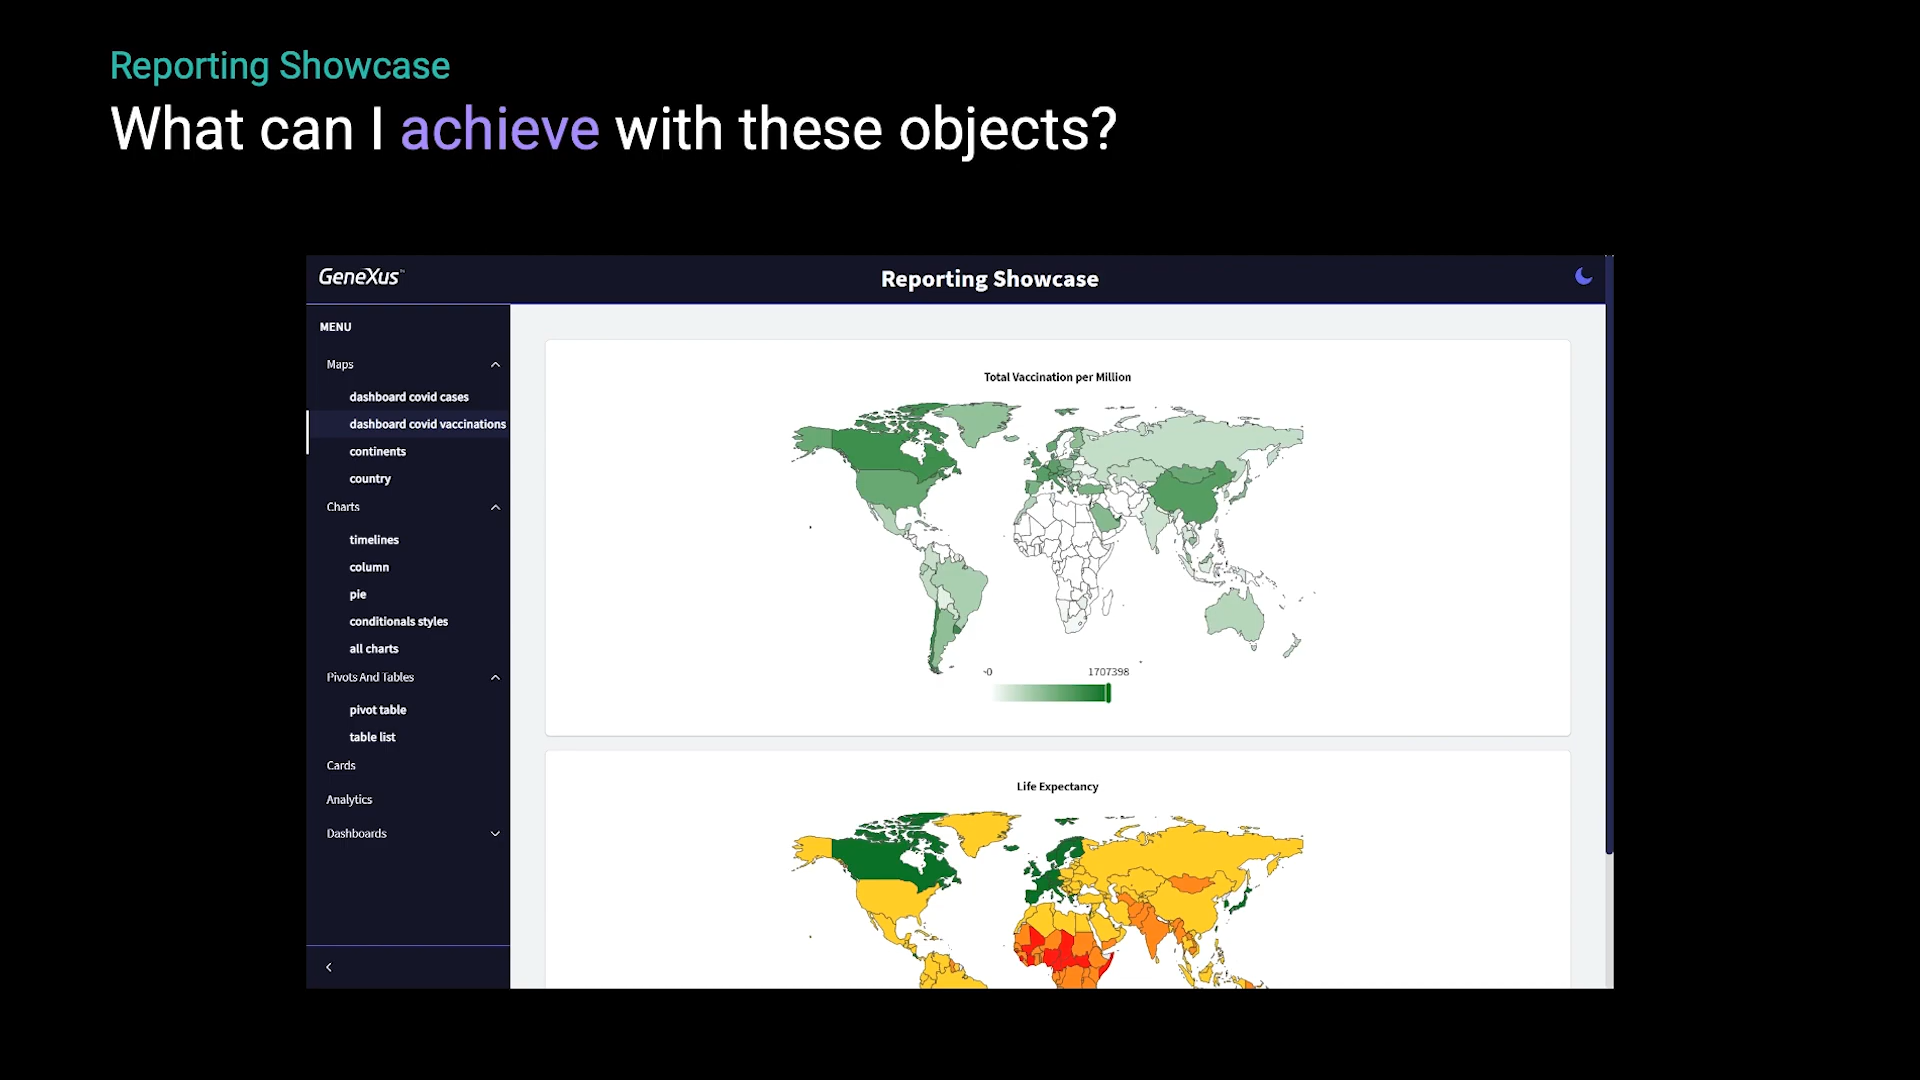 Reporting Showcase
What can I achieve with these objects?
GeneXus™
Reporting Showcase
MENU
Maps
dashboard covid cases
dashboard covid vaccinations
continents
country
Charts
timelines
column
pie
conditionals styles
all charts
Pivots And Tables
pivot table
table list
Cards
Analytics
Dashboards
Total Vaccination per Million
-0 1707398
Life Expectancy